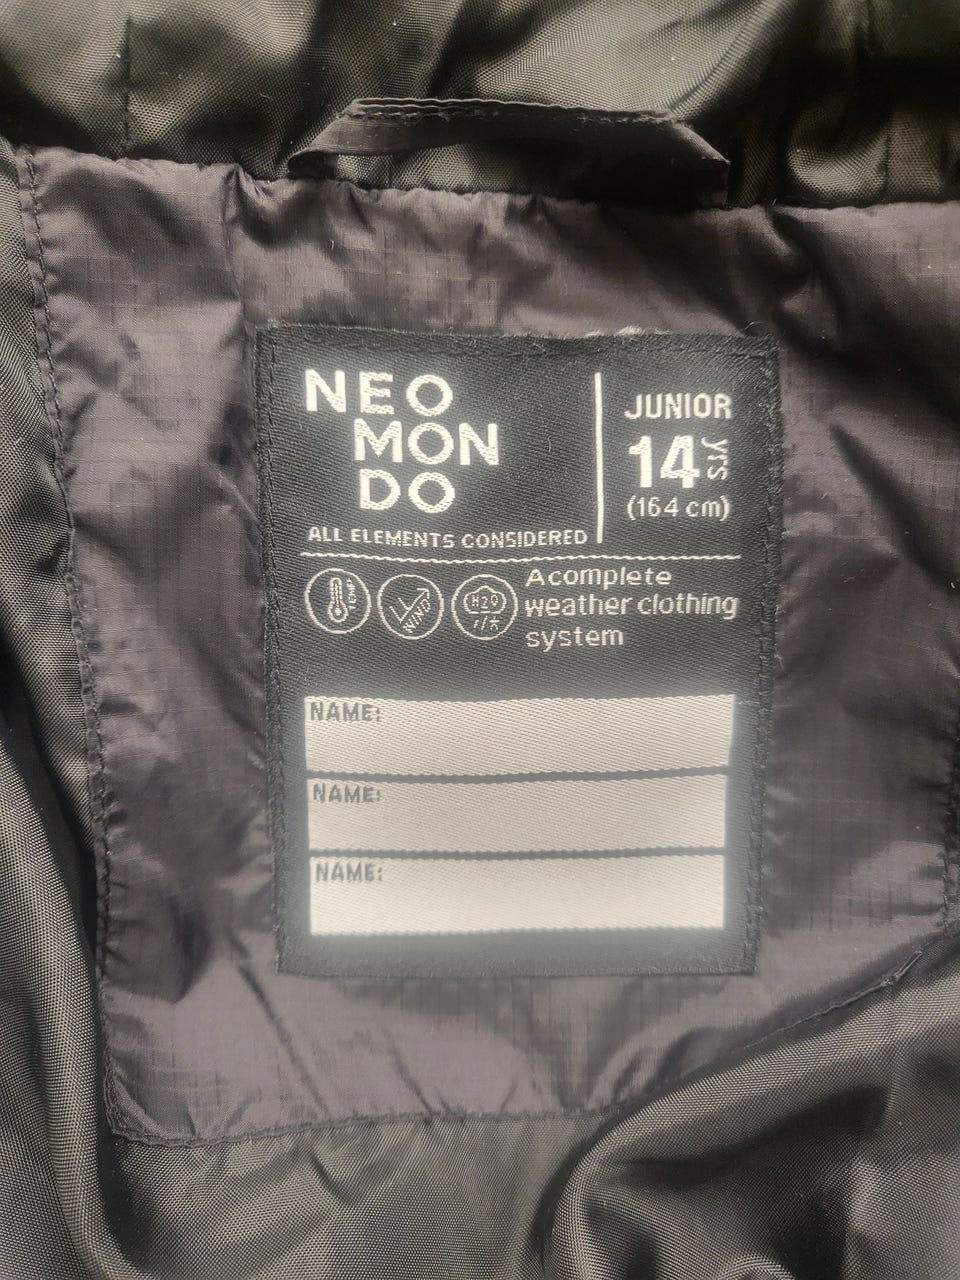 NEO
MON
DO
ALL ELEMENTS CONSIDERED
JUNIOR
14 yrs
(164 cm)
TEMP
WIND
H2O
A complete
weather clothing
system
NAME:
NAME:
NAME: